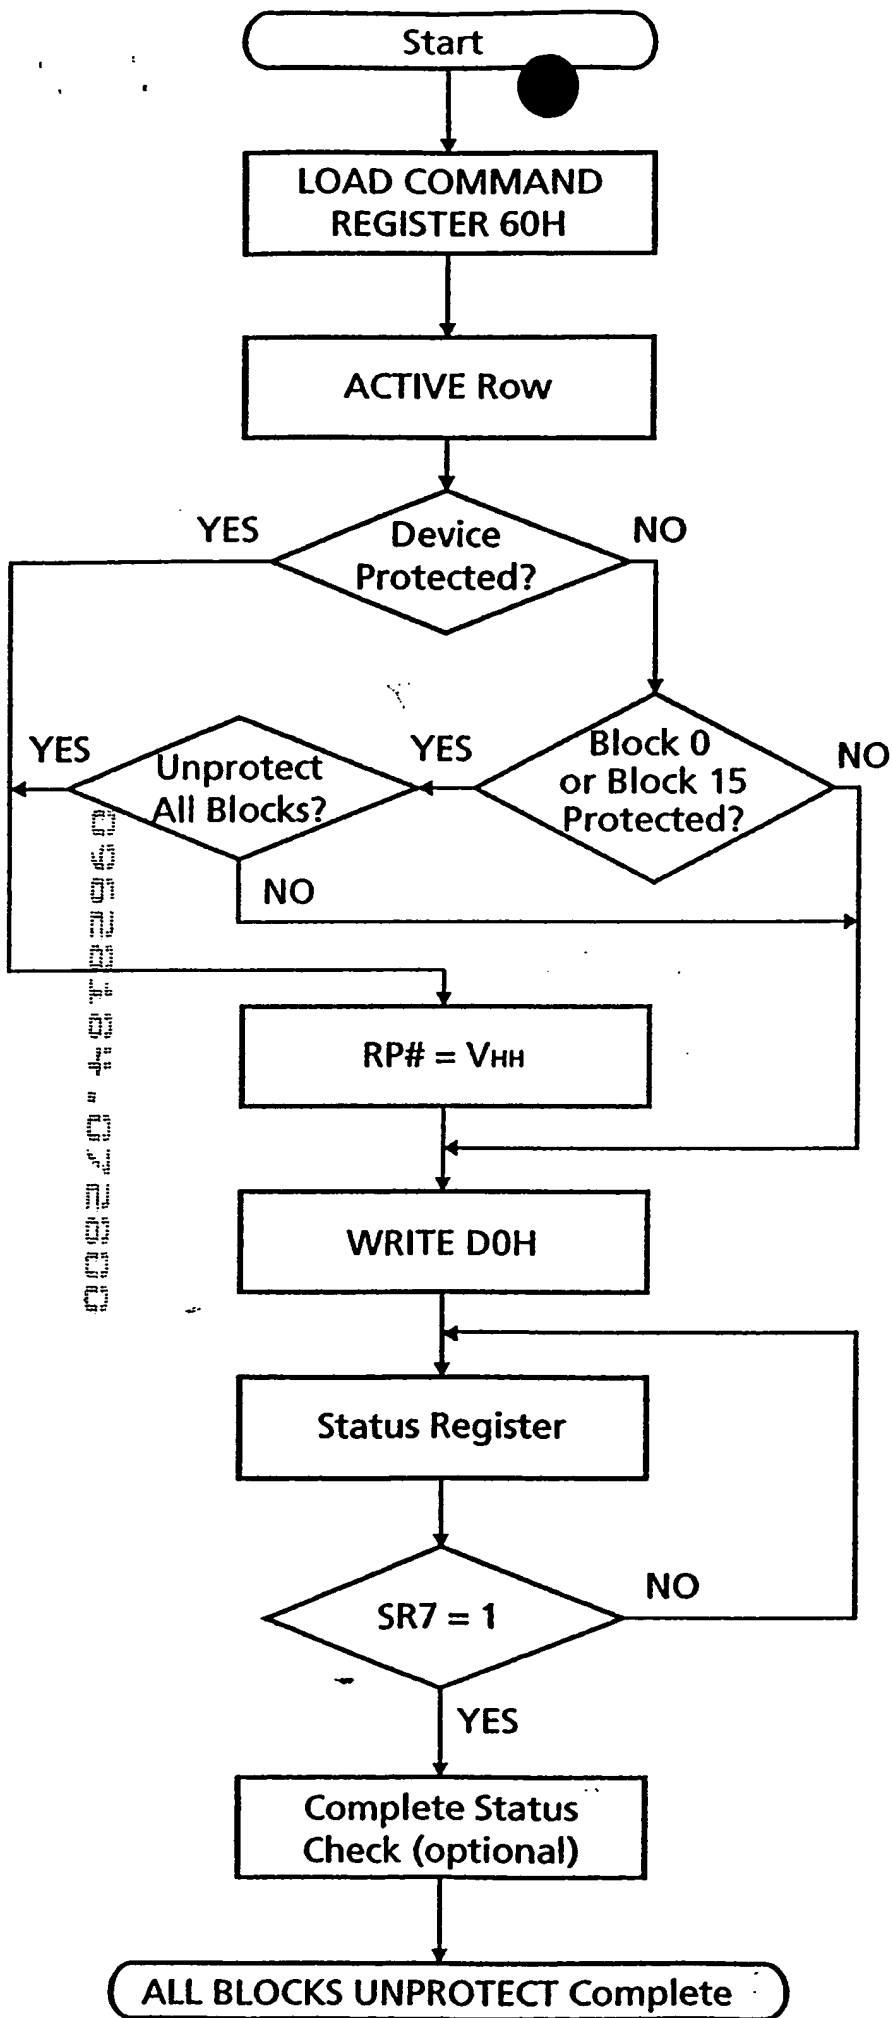 Start
LOAD COMMAND
REGISTER 60H
ACTIVE Row
YES
Device
Protected?
NO
YES
Unprotect
All Blocks?
YES
Block 0
or Block 15
Protected?
NO
NO
RP# = VHH
WRITE D0H
Status Register
SR7 = 1
NO
YES
Complete Status
Check (optional)
ALL BLOCKS UNPROTECT Complete